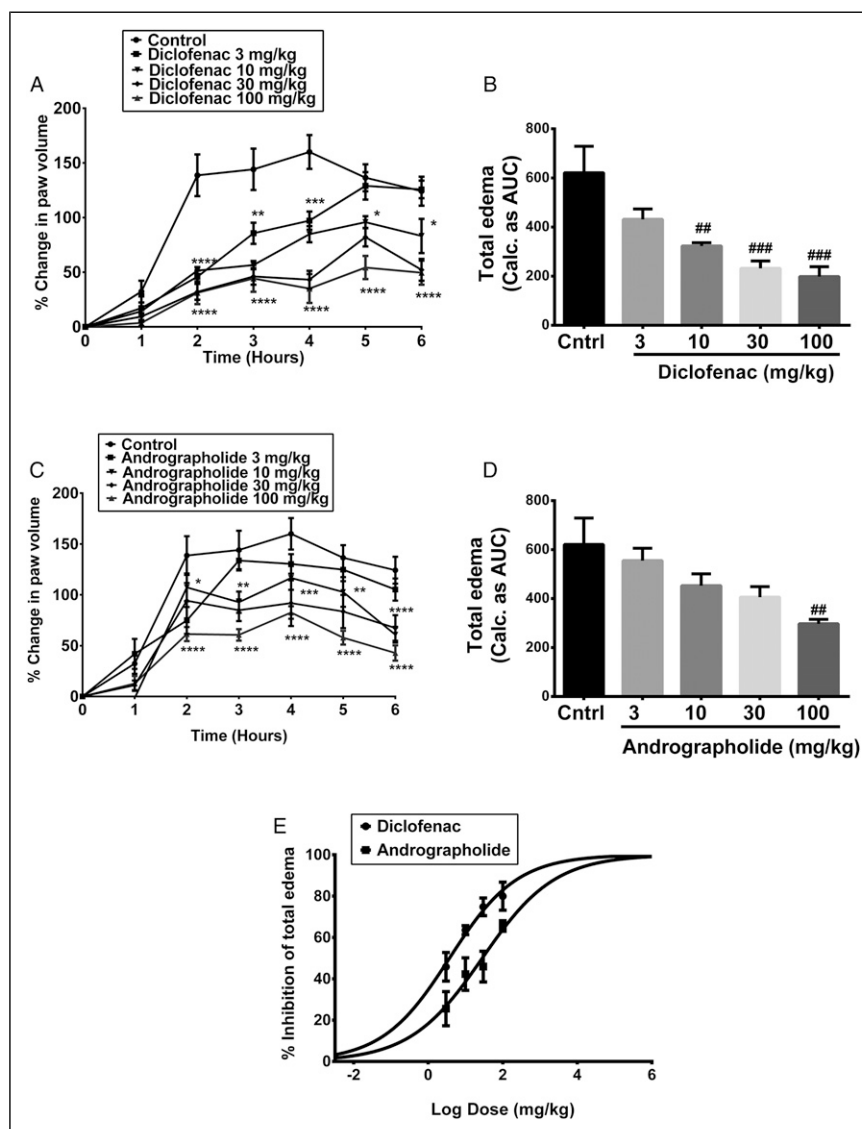 A
Control
Diclofenac 3 mg/kg
Diclofenac 10 mg/kg
Diclofenac 30 mg/kg
Diclofenac 100 mg/kg
% Change in paw volume
200
150
100
50
0
0 1 2 3 4 5 6
Time (Hours)
**** ** *** * *
**** **** **** **** ****
B
Total edema
(Calc. as AUC)
800
600
400
200
0
## ### ###
Cntrl 3 10 30 100
Diclofenac (mg/kg)
C
Control
Andrographolide 3 mg/kg
Andrographolide 10 mg/kg
Andrographolide 30 mg/kg
Andrographolide 100 mg/kg
% Change in paw volume
200
150
100
50
0
0 1 2 3 4 5 6
Time (Hours)
* ** *** ** ****
**** **** **** **** ****
D
Total edema
(Calc. as AUC)
800
600
400
200
0
##
Cntrl 3 10 30 100
Andrographolide (mg/kg)
E
Diclofenac
Andrographolide
% Inhibition of total edema
100
80
60
40
20
0
-2 0 2 4 6
Log Dose (mg/kg)